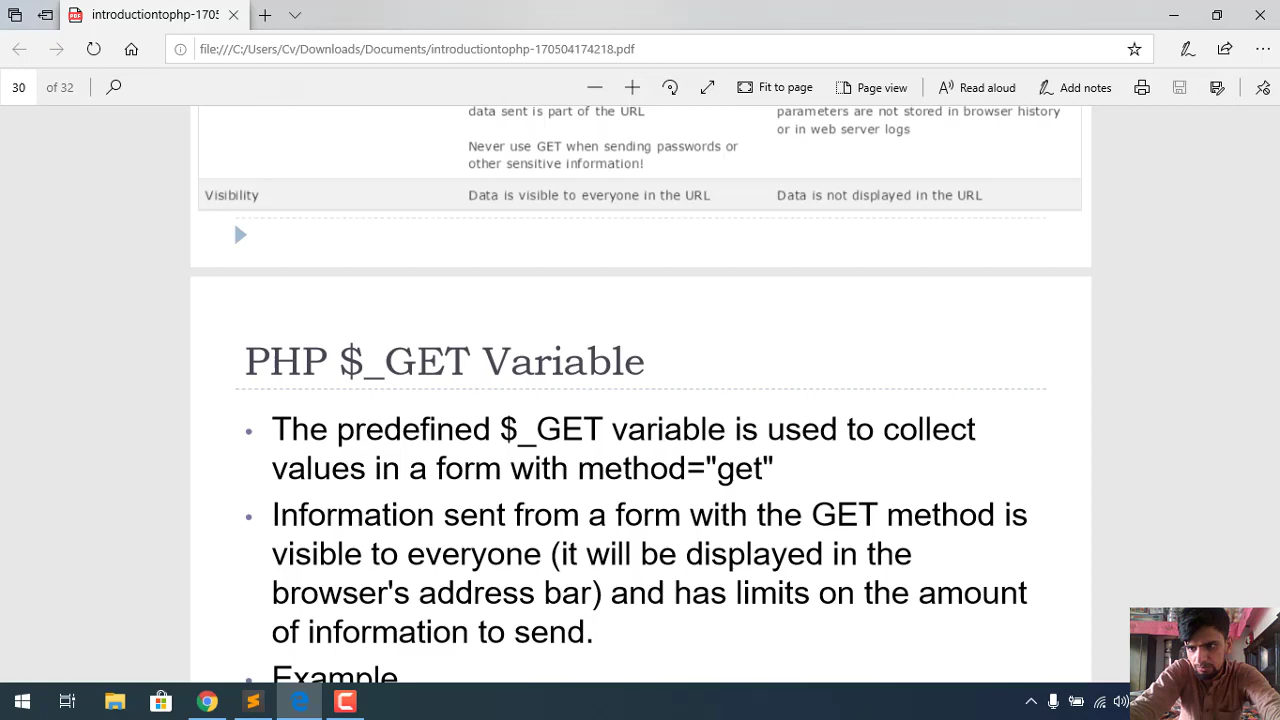 introductiontophp-1705
file:///C:/Users/Cv/Downloads/Documents/introductiontophp-170504174218.pdf
30 of 32
Fit to page
Page view
Read aloud
Add notes
data sent is part of the URL
parameters are not stored in browser history
or in web server logs
Never use GET when sending passwords or
other sensitive information!
Visibility
Data is visible to everyone in the URL
Data is not displayed in the URL
PHP $_GET Variable
• The predefined $_GET variable is used to collect
values in a form with method="get"
• Information sent from a form with the GET method is
visible to everyone (it will be displayed in the
browser's address bar) and has limits on the amount
of information to send.
• Example